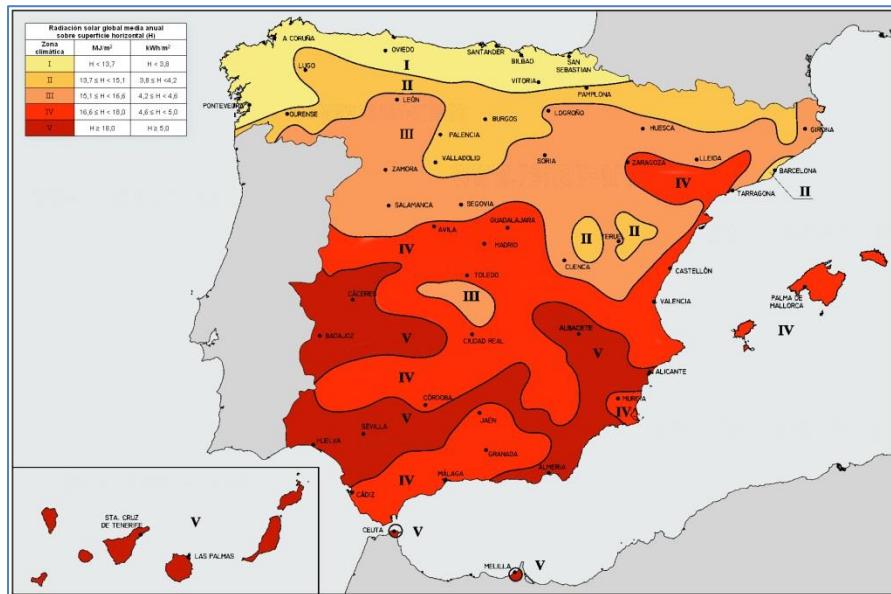 Radiación solar global media anual
sobre superficie horizontal (H)
Zona climática MJ/m² kWh/m²
I H < 13,7 H < 3,8
II 13,7 ≤ H < 15,1 3,8 ≤ H <4,2
III 15,1 ≤ H < 16,6 4,2 ≤ H < 4,6
IV 16,6 ≤ H < 18,0 4,6 ≤ H < 5,0
V H ≥ 18,0 H ≥ 5,0
A CORUÑA
OVIEDO
SANTANDER
BILBAO
SAN SEBASTIAN
I
LUGO
VITORIA
II
PAMPLONA
PONTEVEDRA
LEÓN
OURENSE
BURGOS
LOGROÑO
HUESCA
GIRONA
III
PALENCIA
VALLADOLID
SORIA
ZARAGOZA
LLEIDA
BARCELONA
ZAMORA
IV
II
TARRAGONA
SALAMANCA
SEGOVIA
AVILA
GUADALAJARA
IV
MADRID
II
II
TERUEL
CUENCA
TOLEDO
CASTELLÓN
III
CÁCERES
VALENCIA
PALMA DE
MALLORCA
IV
BADAJOZ
V
CIUDAD REAL
ALBACETE
V
IV
ALICANTE
CÓRDOBA
MURCIA
IV
V
JAÉN
SEVILLA
HUELVA
GRANADA
IV
MÁLAGA
ALMERIA
CÁDIZ
CEUTA
V
MELILLA
V
STA. CRUZ
DE TENERIFE
V
LAS PALMAS